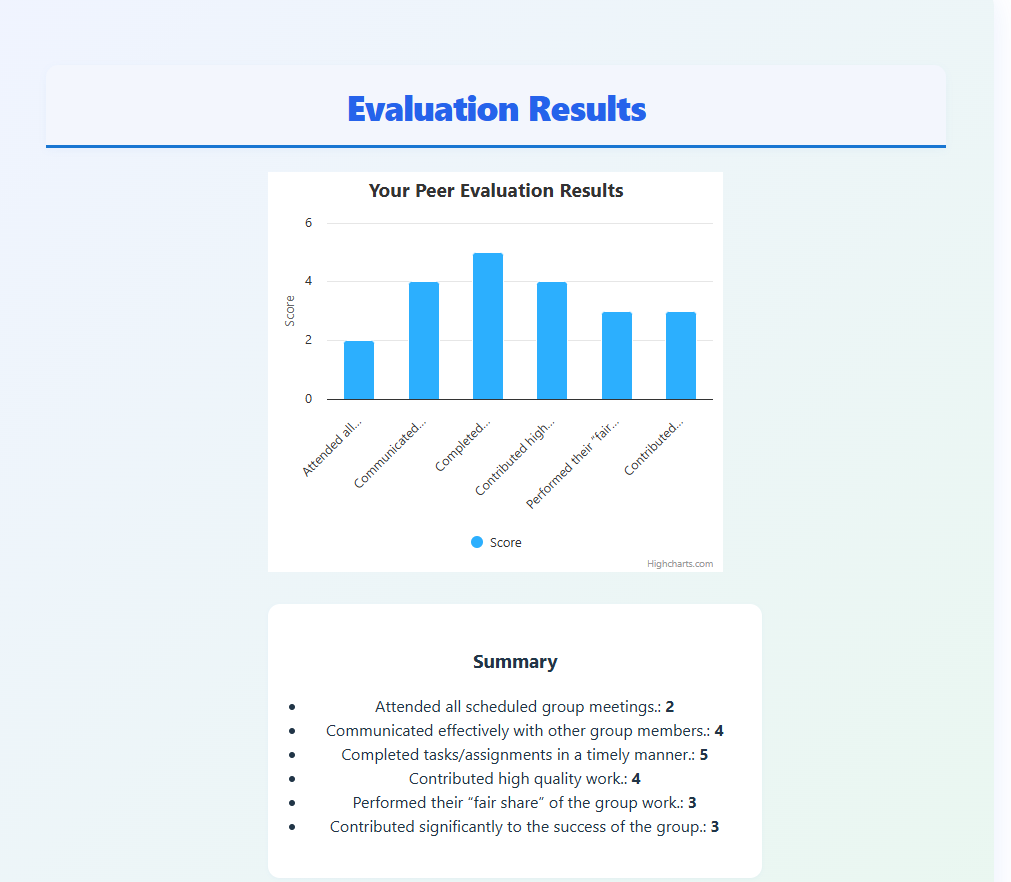 Evaluation Results
Your Peer Evaluation Results
6
4
2
0
Score
Attended all...
Communicated...
Completed...
Contributed high...
Performed their “fair...
Contributed...
Score
Highcharts.com
Summary
• Attended all scheduled group meetings.: 2
• Communicated effectively with other group members.: 4
• Completed tasks/assignments in a timely manner.: 5
• Contributed high quality work.: 4
• Performed their “fair share” of the group work.: 3
• Contributed significantly to the success of the group.: 3